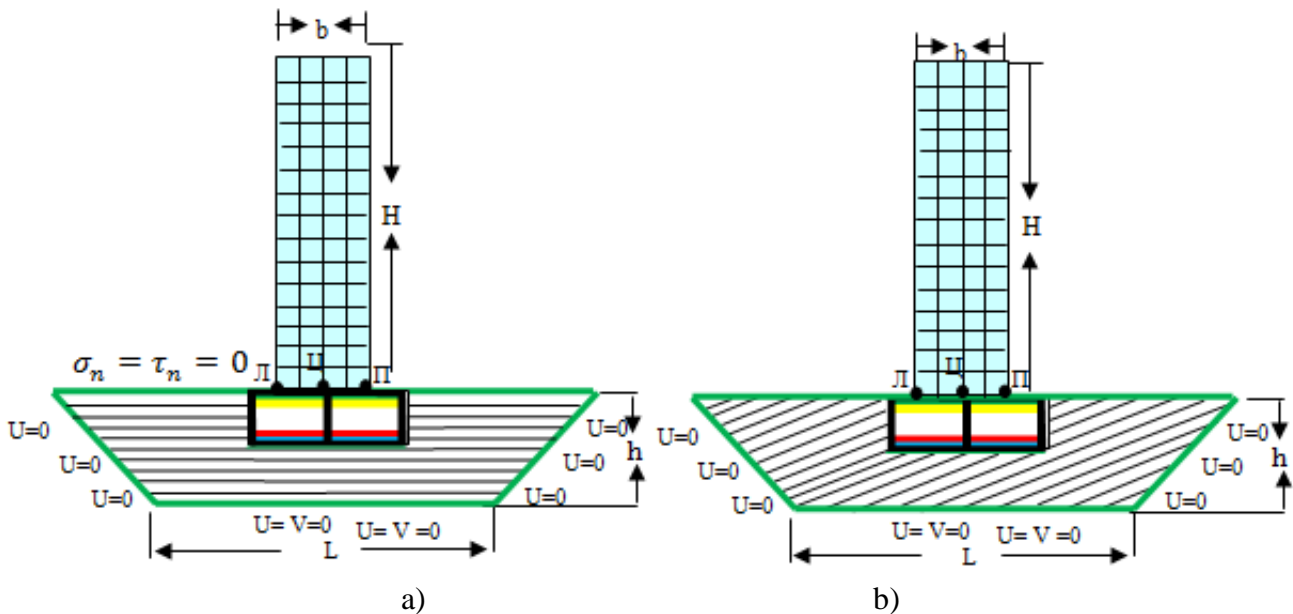 b
H
σₙ = τₙ = 0
Л
Ц
П
U=0
U=0
U=0
U=0
U=0
U=0
h
U= V=0
U= V =0
L
a)
b
H
Л
Ц
П
U=0
U=0
U=0
U=0
U=0
U=0
h
U= V=0
U= V =0
L
b)